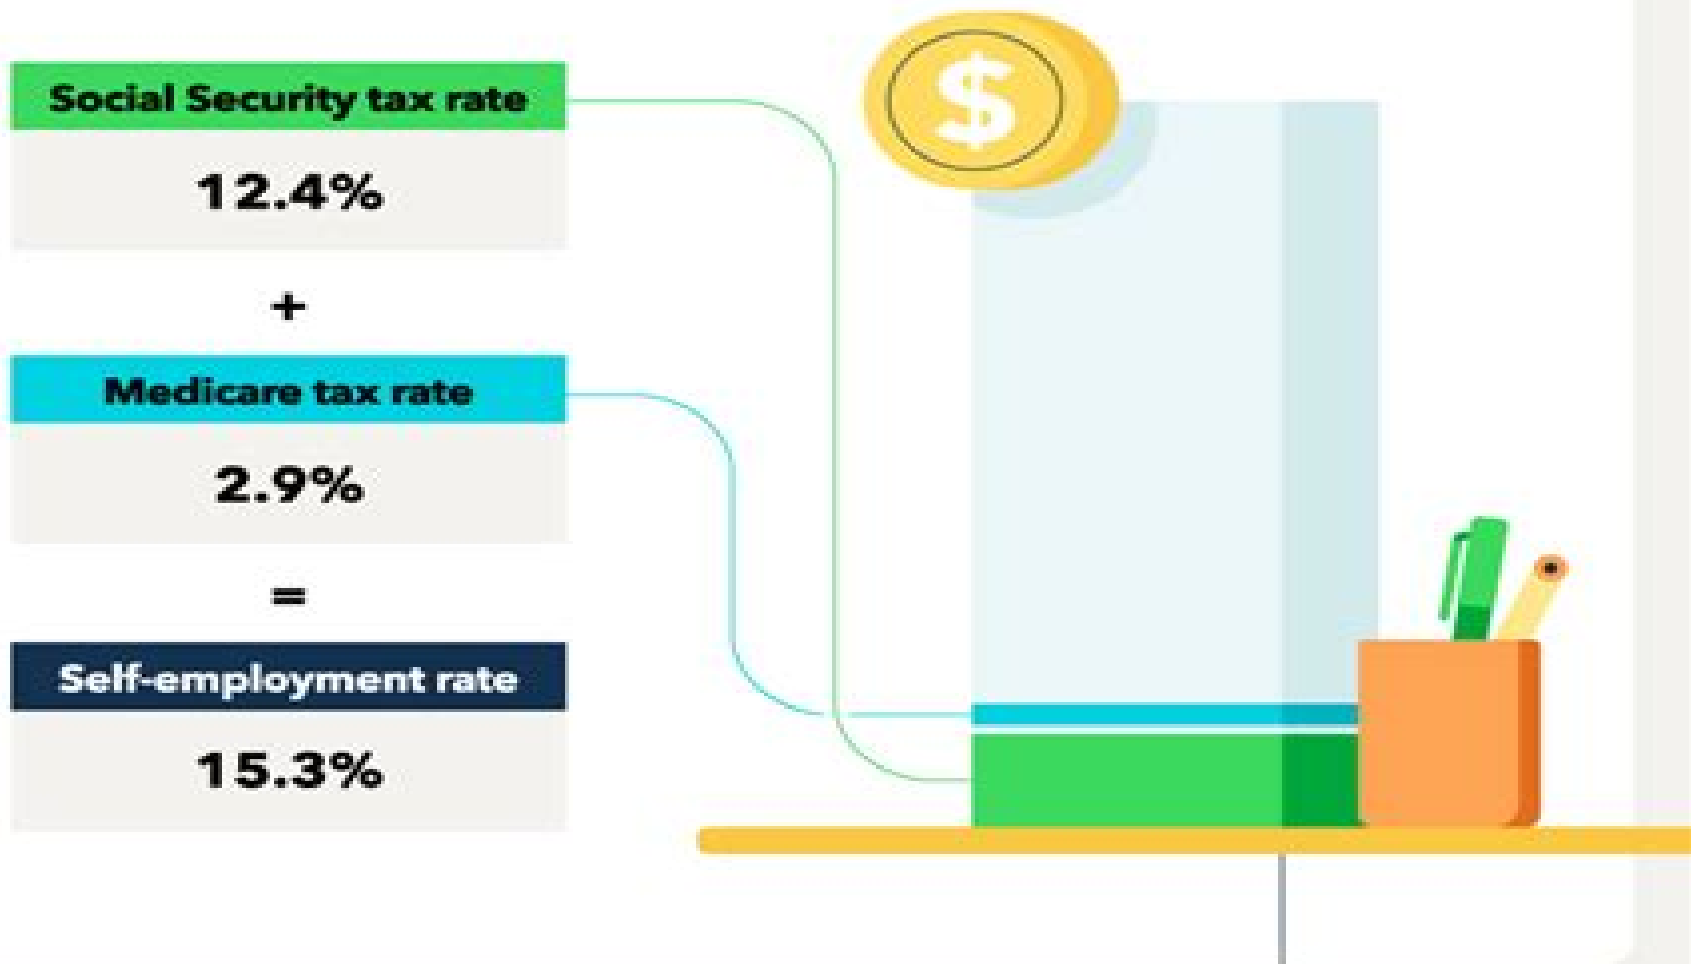 Social Security tax rate
12.4%
+
Medicare tax rate
2.9%
=
Self-employment rate
15.3%
$